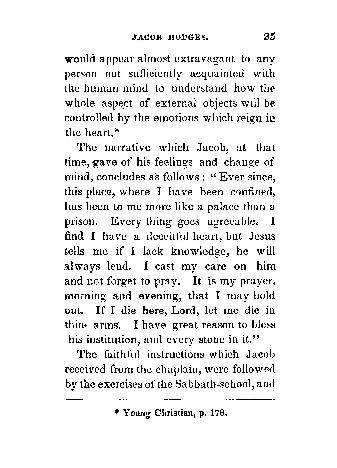 JACOB HODGES. 35
would appear almost extravagant to any
person not sufficiently acquainted with
the human mind to understand how the
whole aspect of external objects will be
controlled by the emotions which reign in
the heart.*
The narrative which Jacob, at that
time, gave of his feelings and change of
mind, concludes as follows: "Ever since,
this place, where I have been confined,
has been to me more like a palace than a
prison. Every thing goes agreeable. I
find I have a deceitful heart, but Jesus
tells me if I lack knowledge, he will
always lend. I cast my care on him
and not forget to pray. It is my prayer,
morning and evening, that I may hold
out. If I die here, Lord, let me die in
thine arms. I have great reason to bless
his institution, and every stone in it."
The faithful instructions which Jacob
received from the chaplain, were followed
by the exercises of the Sabbath-school, and
* Young Christian, p. 178.